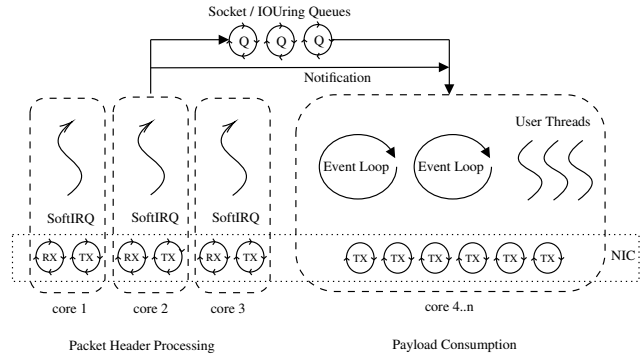 Socket / IOUring Queues
Q Q Q
Notification
User Threads
Event Loop Event Loop
SoftIRQ SoftIRQ SoftIRQ
RX TX RX TX RX TX TX TX TX TX TX TX NIC
core 1 core 2 core 3 core 4..n
Packet Header Processing Payload Consumption